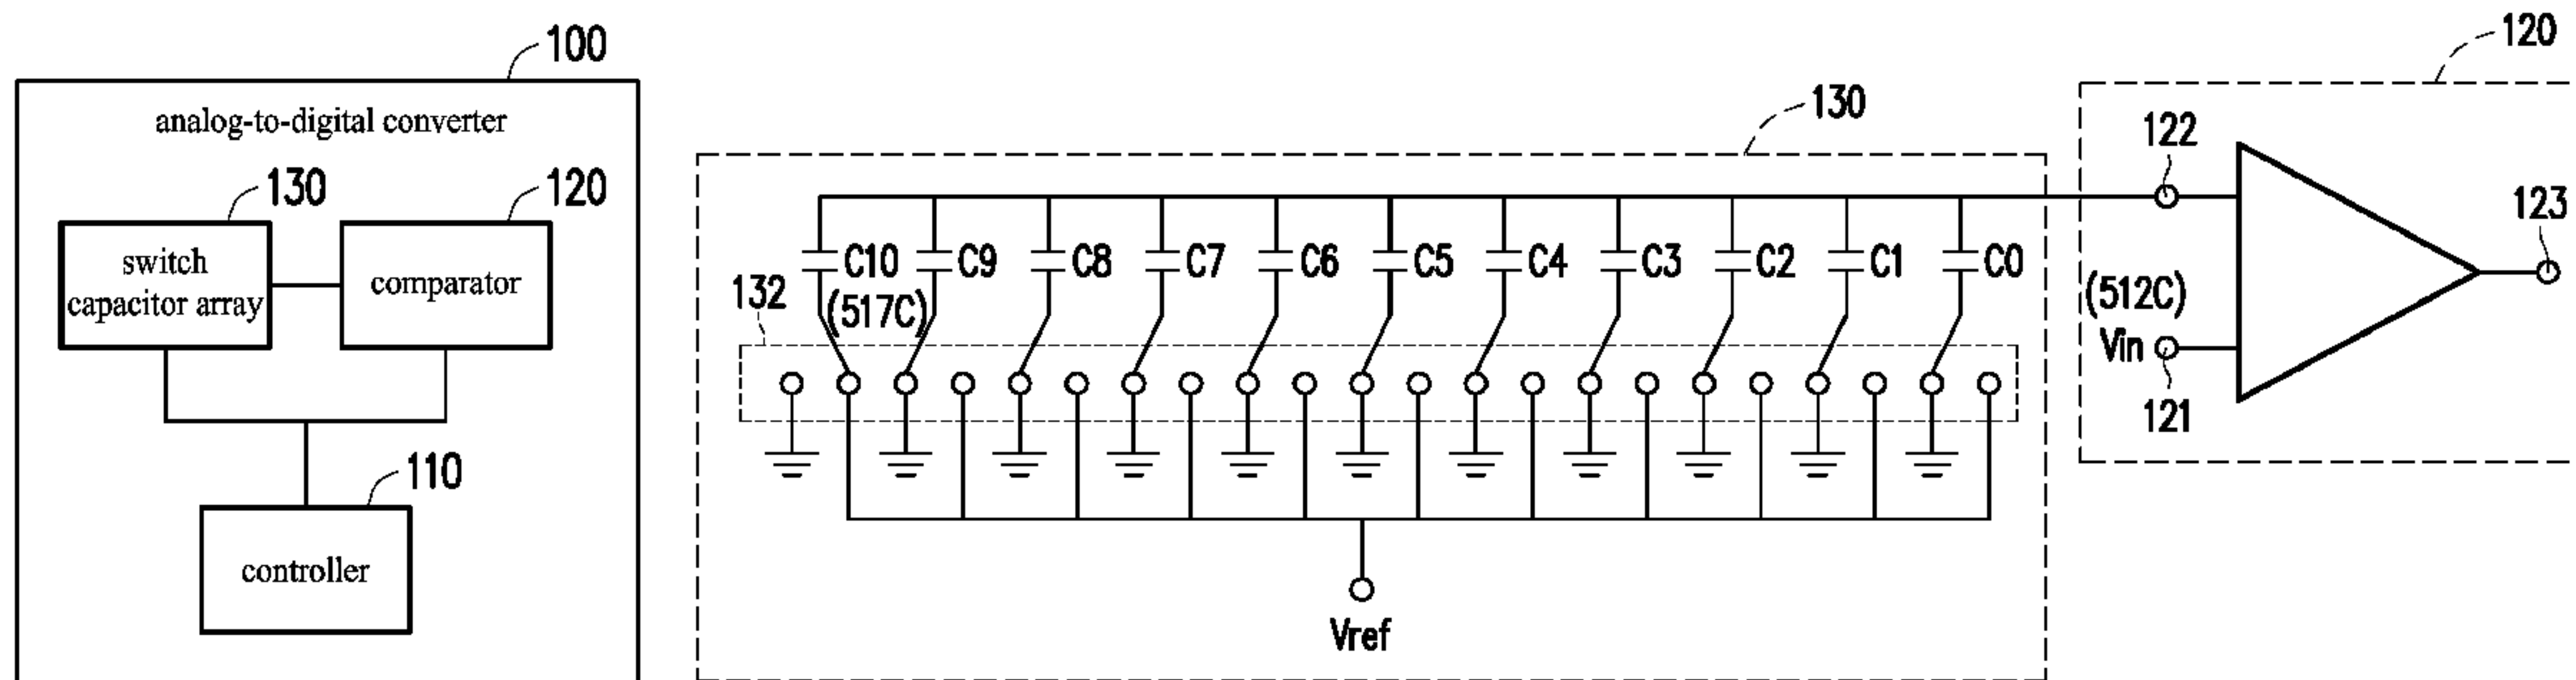 100
analog-to-digital converter
130
120
switch
capacitor array
comparator
110
controller
130
C10
C9
C8
C7
C6
C5
C4
C3
C2
C1
C0
(517C)
132
Vref
120
122
123
(512C)
Vin
121